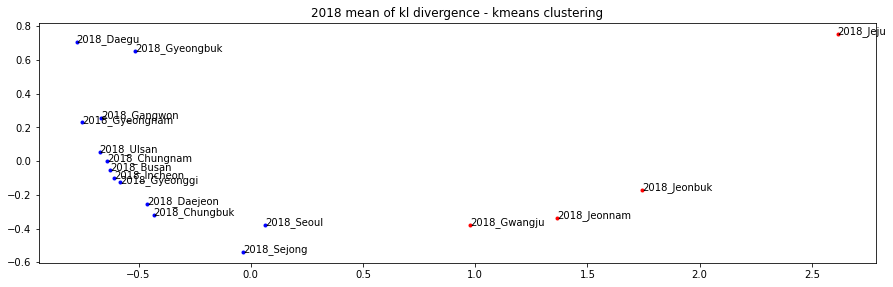 2018 mean of kl divergence - kmeans clustering
0.8
2018_Daegu
2018_Gyeongbuk
2018_Jeju
0.6
0.4
2018_Gangwon
2018_Gyeongnam
0.2
2018_Ulsan
2018_Chungnam
0.0
2018_Busan
2018_Incheon
2018_Gyeonggi
2018_Jeonbuk
−0.2
2018_Daejeon
2018_Chungbuk
2018_Seoul
2018_Gwangju
2018_Jeonnam
−0.4
2018_Sejong
−0.6
−0.5 0.0 0.5 1.0 1.5 2.0 2.5